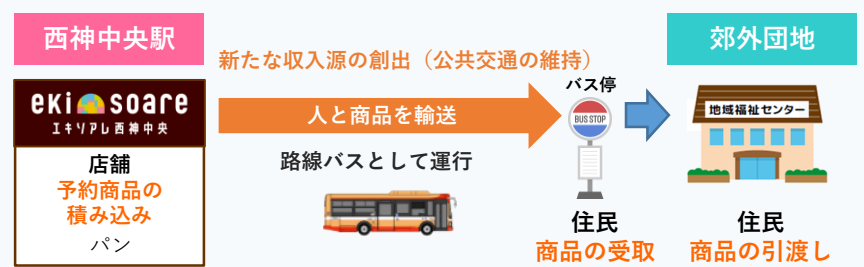 西神中央駅
eki soare
エキソアレ西神中央
店舗
予約商品の
積み込み
パン
新たな収入源の創出（公共交通の維持）
人と商品を輸送
路線バスとして運行
バス停
BUS STOP
住民
商品の受取
郊外団地
地域福祉センター
住民
商品の引渡し